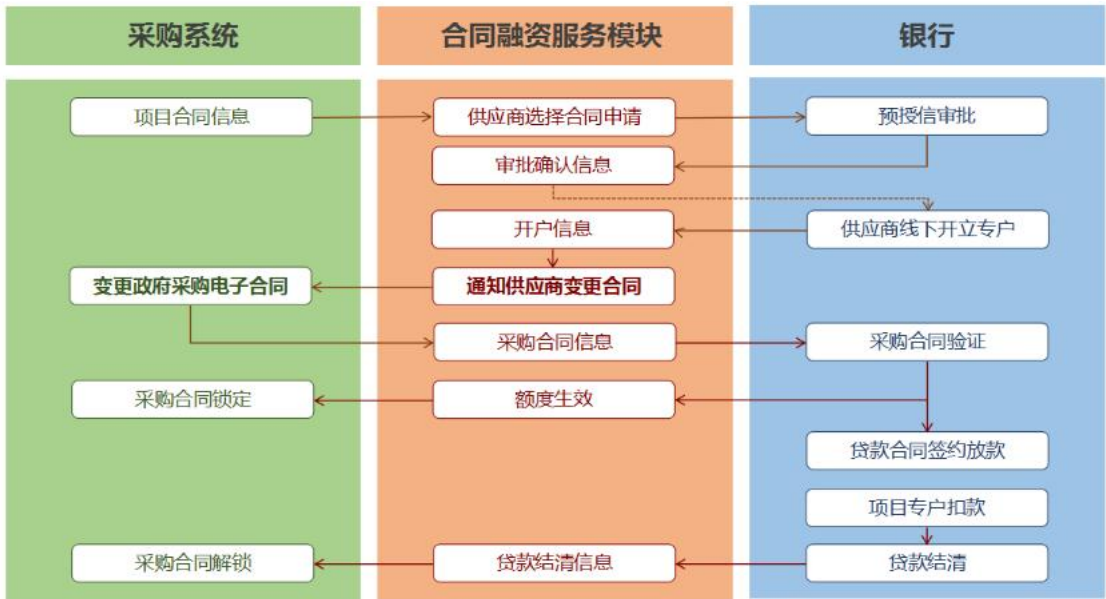 采购系统
合同融资服务模块
银行
项目合同信息
供应商选择合同申请
预授信审批
审批确认信息
开户信息
供应商线下开立专户
变更政府采购电子合同
通知供应商变更合同
采购合同信息
采购合同验证
采购合同锁定
额度生效
贷款合同签约放款
项目专户扣款
采购合同解锁
贷款结清信息
贷款结清